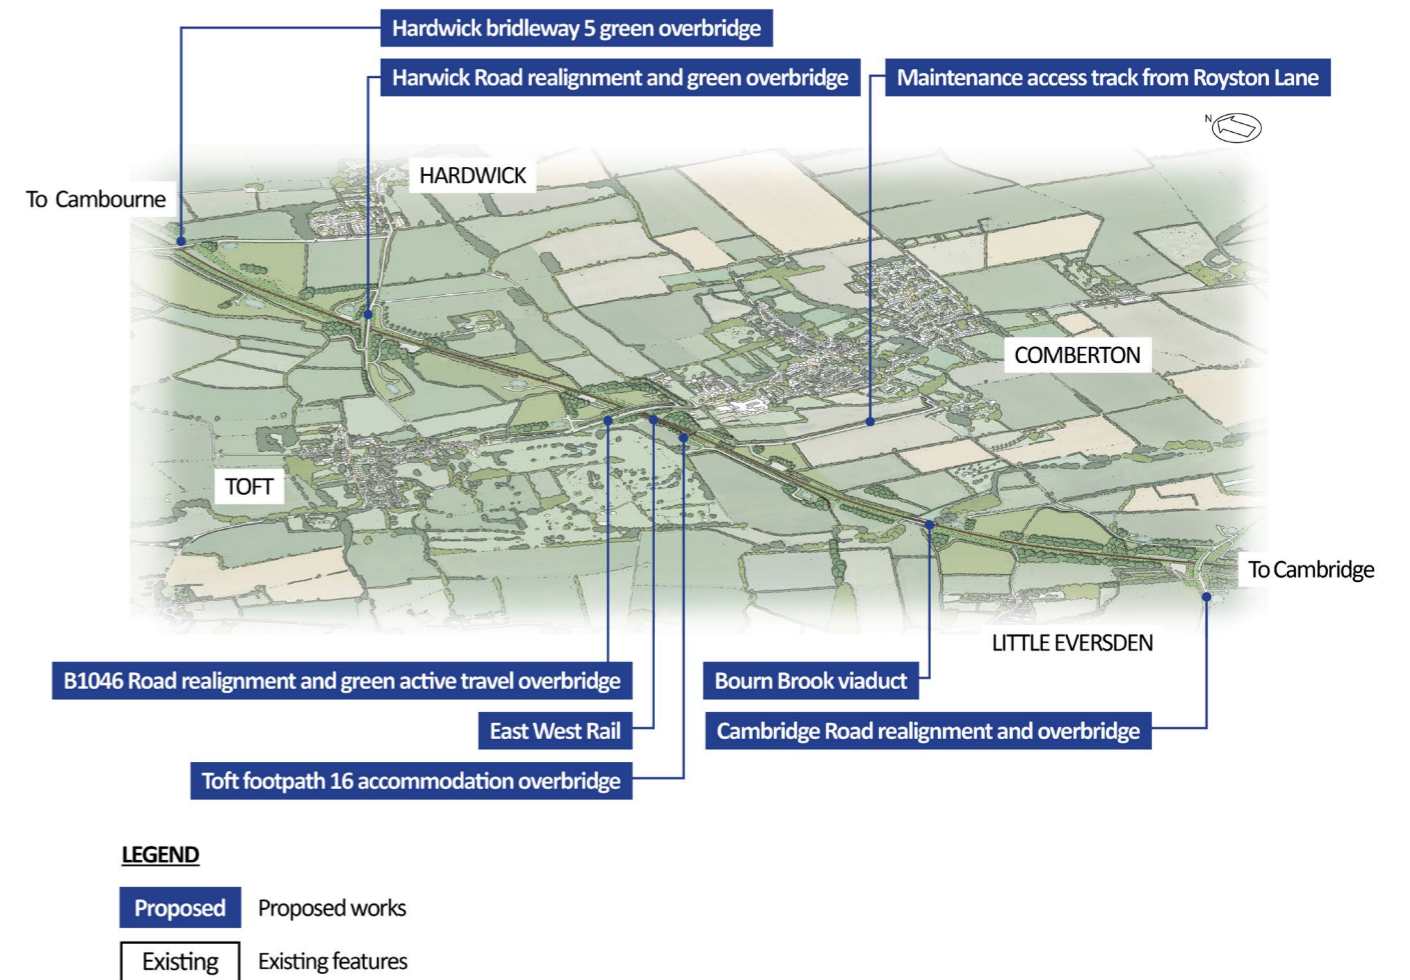 Hardwick bridleway 5 green overbridge
Harwick Road realignment and green overbridge
Maintenance access track from Royston Lane
N
HARDWICK
To Cambourne
COMBERTON
TOFT
To Cambridge
LITTLE EVERSDEN
B1046 Road realignment and green active travel overbridge
Bourn Brook viaduct
East West Rail
Cambridge Road realignment and overbridge
Toft footpath 16 accommodation overbridge
LEGEND
Proposed Proposed works
Existing Existing features